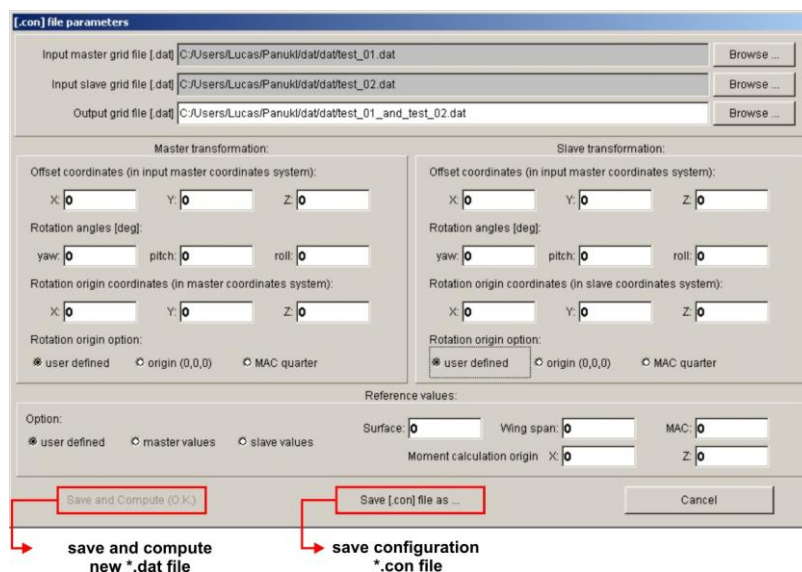 [.con] file parameters
Input master grid file [.dat] C:/Users/Lucas/Panukl/dat/dat/test_01.dat Browse ...
Input slave grid file [.dat] C:/Users/Lucas/Panukl/dat/dat/test_02.dat Browse ...
Output grid file [.dat] C:/Users/Lucas/Panukl/dat/dat/test_01_and_test_02.dat Browse ...
Master transformation:
Offset coordinates (in input master coordinates system):
X: 0 Y: 0 Z: 0
Rotation angles [deg]:
yaw: 0 pitch: 0 roll: 0
Rotation origin coordinates (in master coordinates system):
X: 0 Y: 0 Z: 0
Rotation origin option:
user defined origin (0,0,0) MAC quarter
Slave transformation:
Offset coordinates (in input master coordinates system):
X: 0 Y: 0 Z: 0
Rotation angles [deg]:
yaw: 0 pitch: 0 roll: 0
Rotation origin coordinates (in slave coordinates system):
X: 0 Y: 0 Z: 0
Rotation origin option:
user defined origin (0,0,0) MAC quarter
Reference values:
Option:
user defined master values slave values
Surface: 0 Wing span: 0 MAC: 0
Moment calculation origin X: 0 Z: 0
Save and Compute (O.K.) Save [.con] file as ... Cancel
save and compute
new *.dat file
save configuration
*.con file